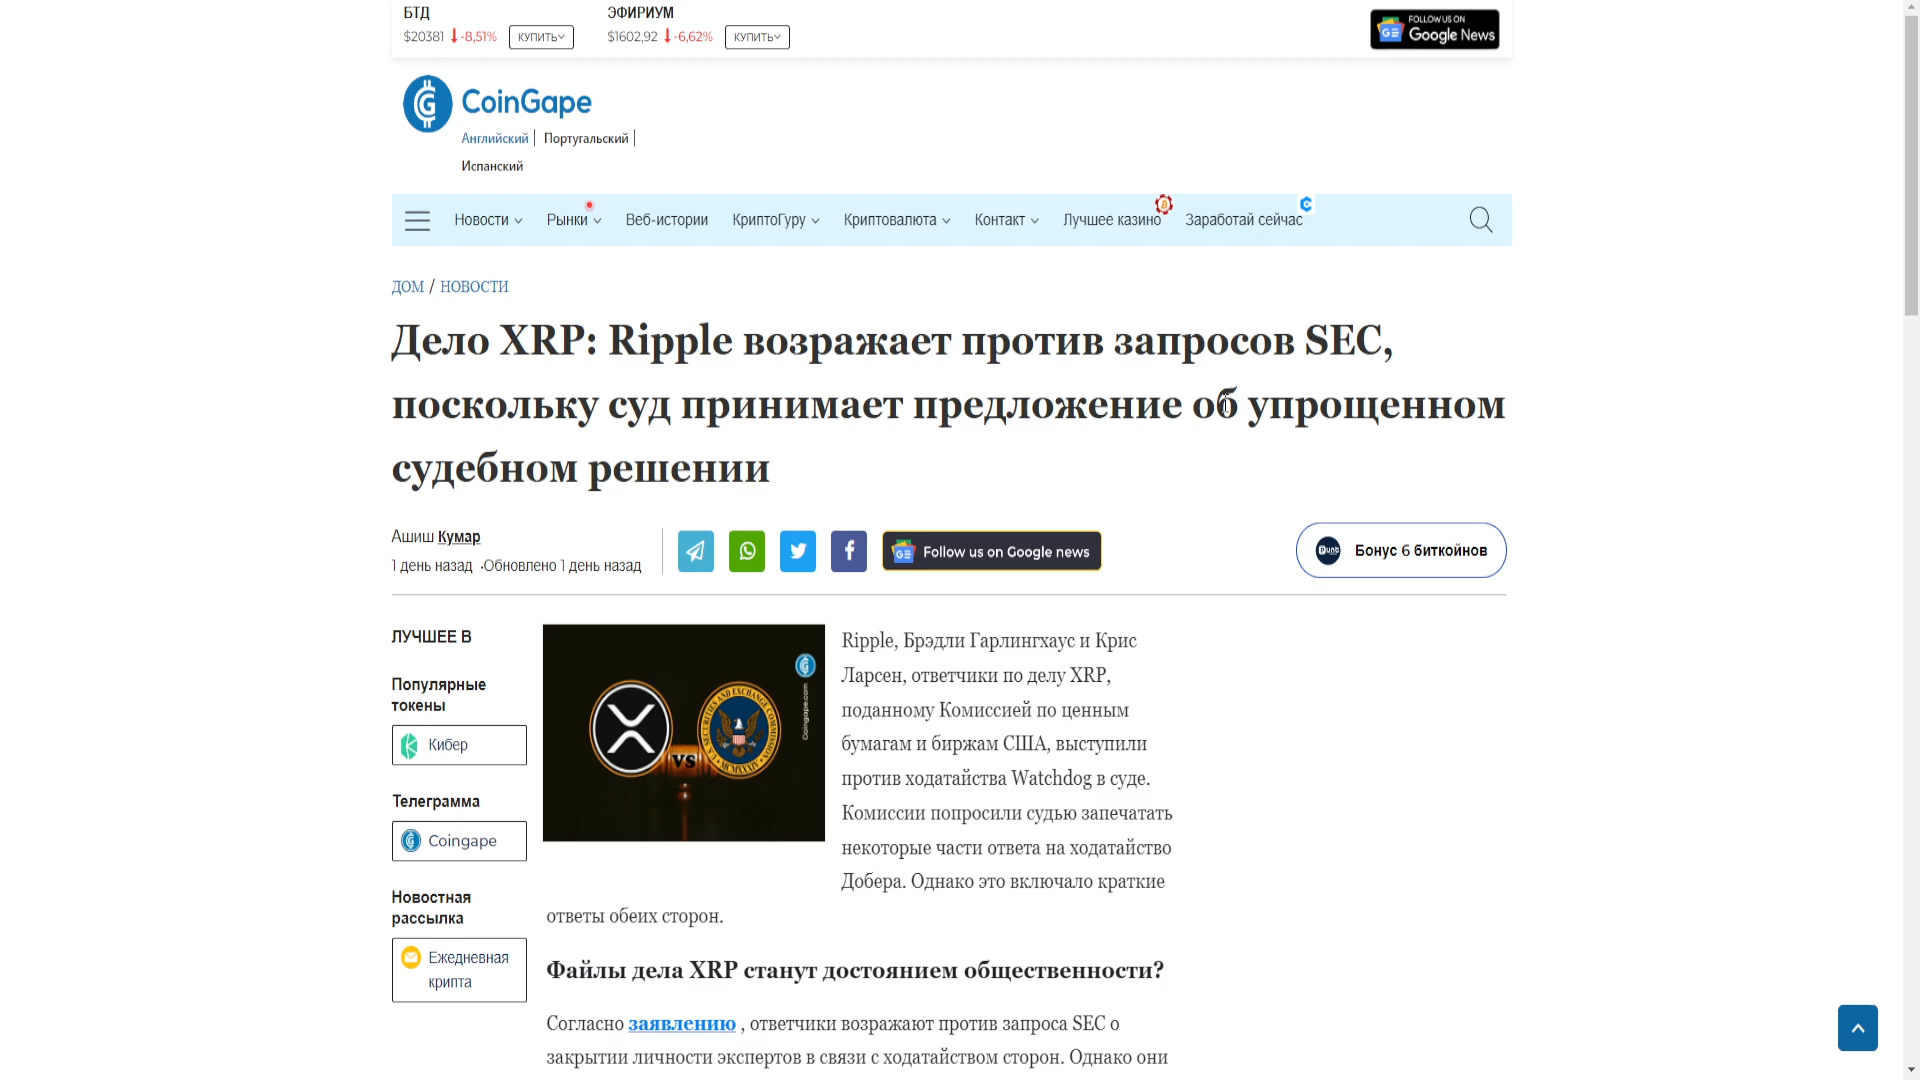 БТД
$20381 -8,51% КУПИТЬ
ЭФИРИУМ
$1602,92 -6,62% КУПИТЬ
FOLLOW US ON
Google News
CoinGape
Английский | Португальский |
Испанский
Новости Рынки Веб-истории КриптоГуру Криптовалюта Контакт Лучшее казино Заработай сейчас
ДОМ / НОВОСТИ
Дело XRP: Ripple возражает против запросов SEC,
поскольку суд принимает предложение об упрощенном
судебном решении
Ашиш Кумар
1 день назад ·Обновлено 1 день назад
Follow us on Google news
Бонус 6 биткойнов
ЛУЧШЕЕ В
Популярные
токены
Кибер
Телеграмма
Coingape
Новостная
рассылка
Ежедневная
крипта
Coingape.com
VS
Ripple, Брэдли Гарлингхаус и Крис
Ларсен, ответчики по делу XRP,
поданному Комиссией по ценным
бумагам и биржам США, выступили
против ходатайства Watchdog в суде.
Комиссии попросили судью запечатать
некоторые части ответа на ходатайство
Добера. Однако это включало краткие
ответы обеих сторон.
Файлы дела XRP станут достоянием общественности?
Согласно заявлению , ответчики возражают против запроса SEC о
закрытии личности экспертов в связи с ходатайством сторон. Однако они